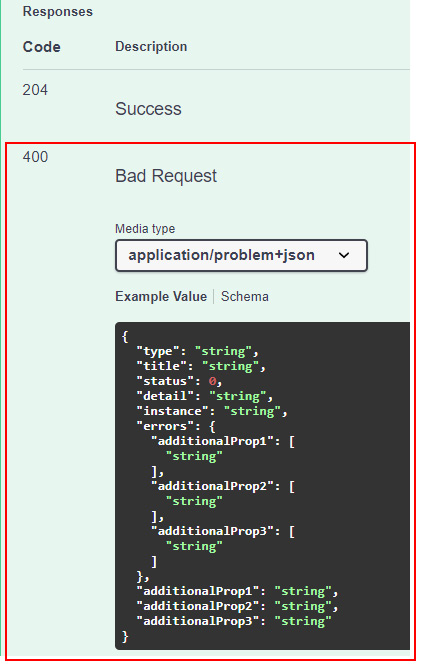 Responses
Code Description
204
Success
400
Bad Request
Media type
application/problem+json
Example Value Schema
{
  "type": "string",
  "title": "string",
  "status": 0,
  "detail": "string",
  "instance": "string",
  "errors": {
    "additionalProp1": [
      "string"
    ],
    "additionalProp2": [
      "string"
    ],
    "additionalProp3": [
      "string"
    ]
  },
  "additionalProp1": "string",
  "additionalProp2": "string",
  "additionalProp3": "string"
}